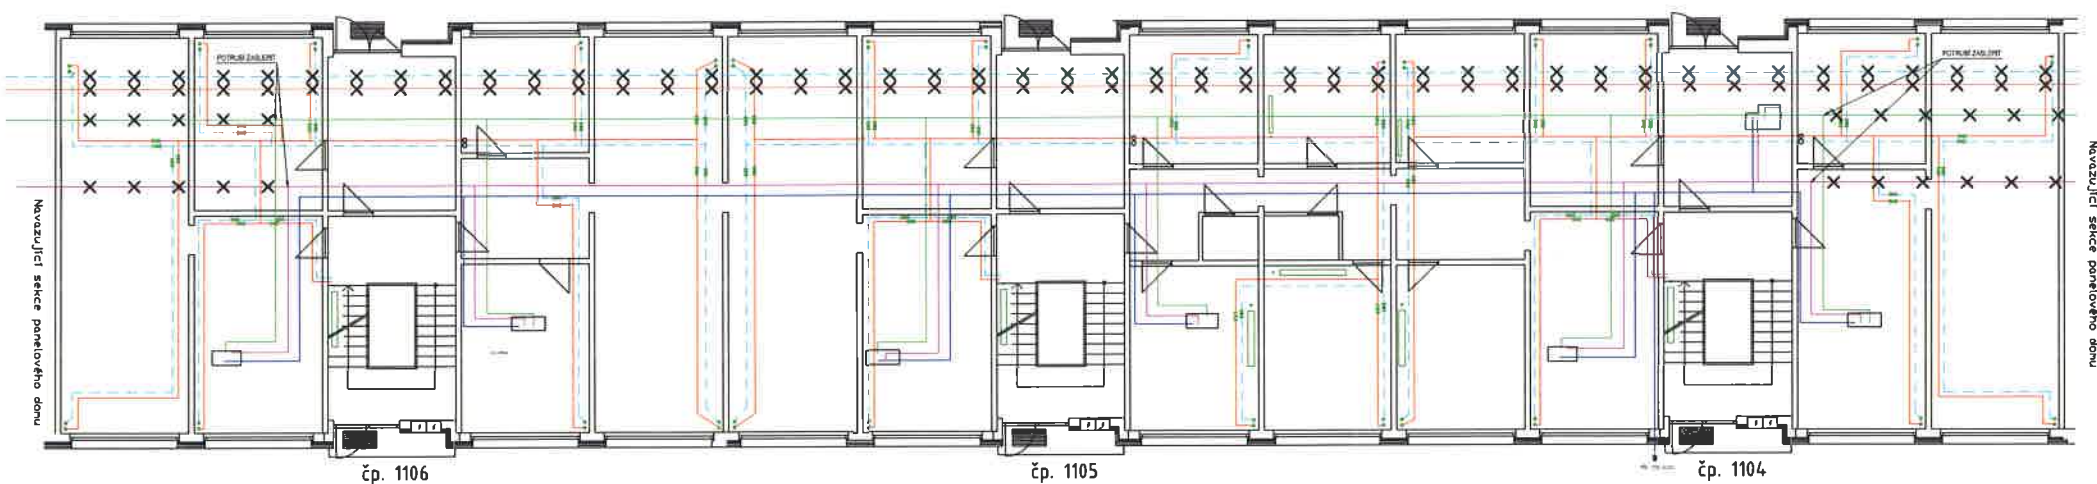 POTRUBÍ ZASLEPIT
POTRUBÍ ZASLEPIT
Navazující sekce panelového domu
Navazující sekce panelového domu
čp. 1106
čp. 1105
čp. 1104